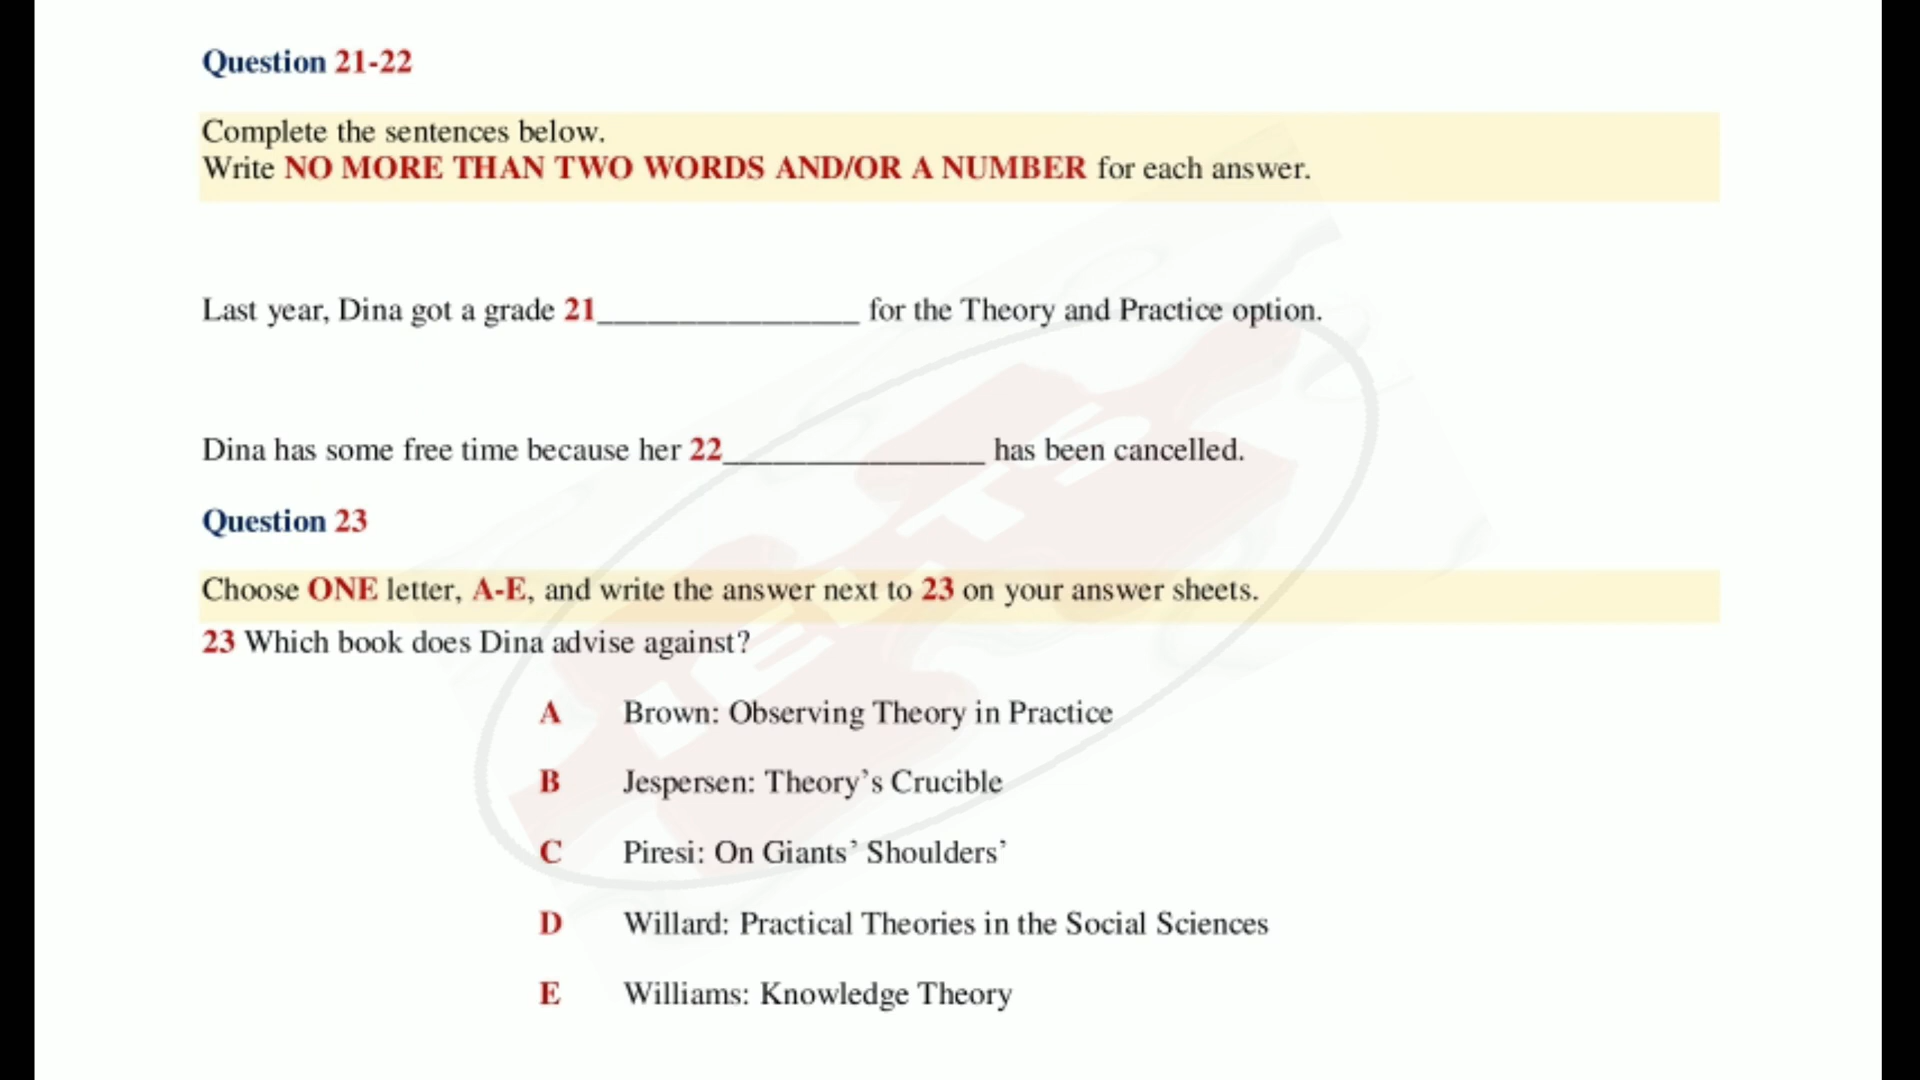 Question 21-22
Complete the sentences below.
Write NO MORE THAN TWO WORDS AND/OR A NUMBER for each answer.
Last year, Dina got a grade 21________________ for the Theory and Practice option.
Dina has some free time because her 22________________ has been cancelled.
Question 23
Choose ONE letter, A-E, and write the answer next to 23 on your answer sheets.
23 Which book does Dina advise against?
A Brown: Observing Theory in Practice
B Jespersen: Theory’s Crucible
C Piresi: On Giants’ Shoulders’
D Willard: Practical Theories in the Social Sciences
E Williams: Knowledge Theory
IELTS